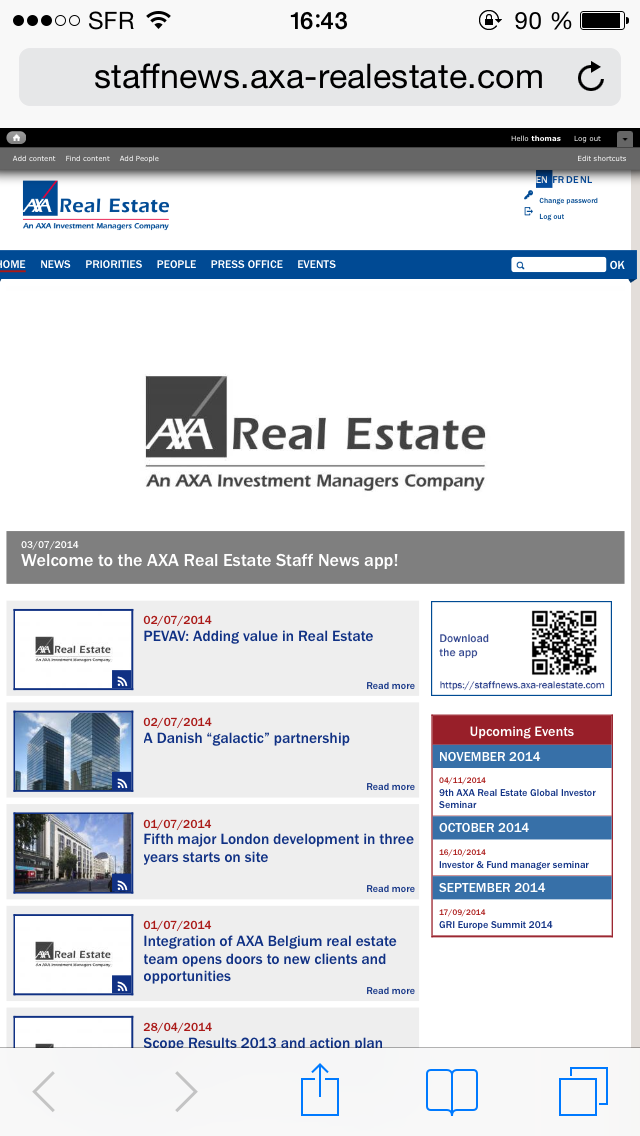 SFR 16:43 90 %
staffnews.axa-realestate.com
Hello thomas Log out
Add content Find content Add People Edit shortcuts
EN FR DE NL
AXA Real Estate
An AXA Investment Managers Company
Change password
Log out
HOME NEWS PRIORITIES PEOPLE PRESS OFFICE EVENTS OK
AXA Real Estate
An AXA Investment Managers Company
03/07/2014
Welcome to the AXA Real Estate Staff News app!
AXA Real Estate
An AXA Investment Managers Company
02/07/2014
PEVAV: Adding value in Real Estate
Read more
02/07/2014
A Danish “galactic” partnership
Read more
01/07/2014
Fifth major London development in three
years starts on site
Read more
AXA Real Estate
An AXA Investment Managers Company
01/07/2014
Integration of AXA Belgium real estate
team opens doors to new clients and
opportunities
Read more
28/04/2014
Scope Results 2013 and action plan
Download
the app
https://staffnews.axa-realestate.com
Upcoming Events
NOVEMBER 2014
04/11/2014
9th AXA Real Estate Global Investor
Seminar
OCTOBER 2014
16/10/2014
Investor & Fund manager seminar
SEPTEMBER 2014
17/09/2014
GRI Europe Summit 2014